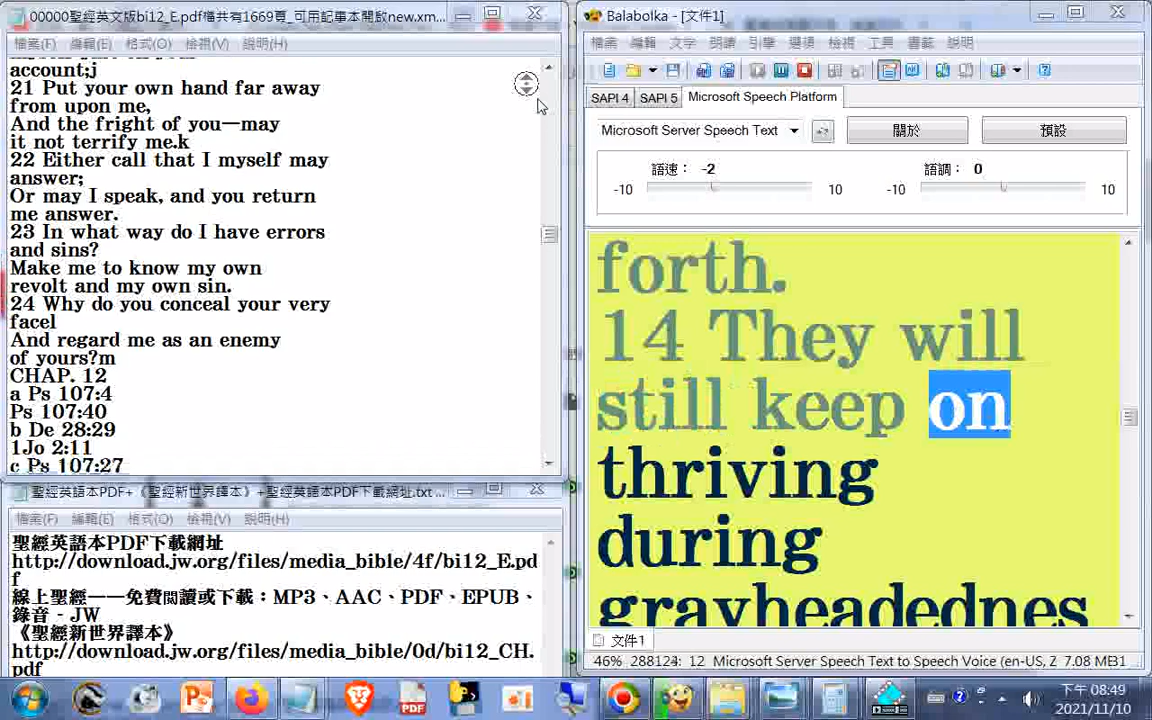 00000聖經英文版bi12_E.pdf檔共有1669頁_可用記事本開啟new.xm...
檔案(F) 編輯(E) 格式(O) 檢視(V) 說明(H)
account;j
21 Put your own hand far away
from upon me,
And the fright of you—may
it not terrify me.k
22 Either call that I myself may
answer;
Or may I speak, and you return
me answer.
23 In what way do I have errors
and sins?
Make me to know my own
revolt and my own sin.
24 Why do you conceal your very
facel
And regard me as an enemy
of yours?m
CHAP. 12
a Ps 107:4
Ps 107:40
b De 28:29
1Jo 2:11
c Ps 107:27
聖經英語本PDF+《聖經新世界譯本》+聖經英語本PDF下載網址.txt ...
檔案(F) 編輯(E) 格式(O) 檢視(V) 說明(H)
聖經英語本PDF下載網址
http://download.jw.org/files/media_bible/4f/bi12_E.pd
f
線上聖經——免費閱讀或下載：MP3、AAC、PDF、EPUB、
錄音 - JW
《聖經新世界譯本》
http://download.jw.org/files/media_bible/0d/bi12_CH.
pdf
Balabolka - [文件1]
檔案 編輯 文字 朗讀 引擎 選項 檢視 工具 書籤 說明
SAPI 4 SAPI 5 Microsoft Speech Platform
Microsoft Server Speech Text 關於 預設
語速： -2 語調： 0
-10 10 -10 10
forth.
14 They will
still keep on
thriving
during
grayheadednes
文件1
46% 288124: 12 Microsoft Server Speech Text to Speech Voice (en-US, Z 7.08 MB
下午 08:49
2021/11/10